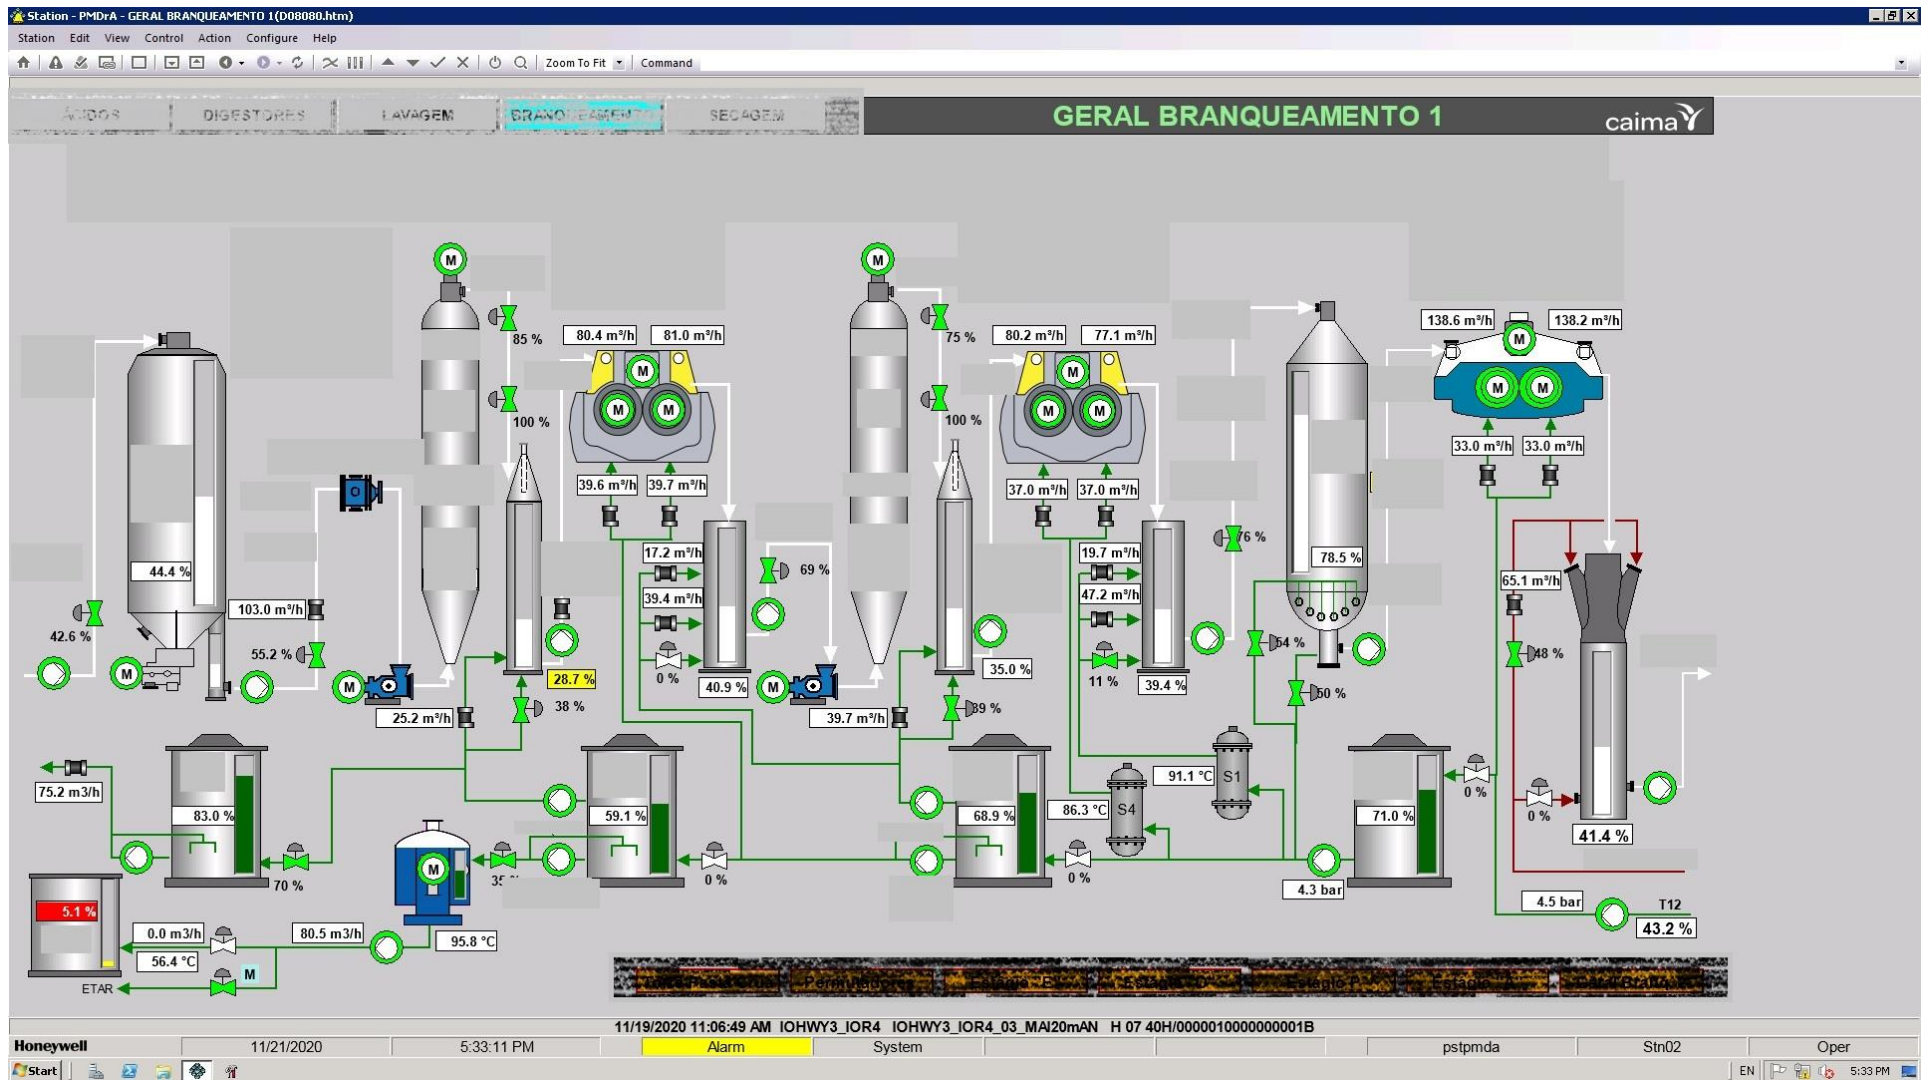 Station - PMDrA - GERAL BRANQUEAMENTO 1(D08080.htm)
Station Edit View Control Action Configure Help
Zoom To Fit Command
ÁCIDOS DIGESTORES LAVAGEM BRANQUEAMENTO SECAGEM
GERAL BRANQUEAMENTO 1
caima
M M
80.4 m³/h 81.0 m³/h 80.2 m³/h 77.1 m³/h 138.6 m³/h 138.2 m³/h
85 % 75 % M
M M
M M M M M M
100 % 100 %
33.0 m³/h 33.0 m³/h
39.6 m³/h 39.7 m³/h 37.0 m³/h 37.0 m³/h
76 %
17.2 m³/h 19.7 m³/h 78.5 %
44.4 % 69 % 65.1 m³/h
39.4 m³/h 47.2 m³/h
103.0 m³/h
42.6 % 54 %
55.2 % 48 %
M 0 % 35.0 % 11 %
M 28.7 % 40.9 % M 39.4 % 50 %
25.2 m³/h 38 % 39.7 m³/h 39 %
91.1 °C S1
75.2 m3/h 0 %
83.0 % 59.1 % 68.9 % 86.3 °C S4 71.0 % 0 %
41.4 %
M
70 % 0 % 0 %
4.3 bar
5.1 % 4.5 bar T12
0.0 m3/h 80.5 m3/h 95.8 °C 43.2 %
56.4 °C
M
ETAR
11/19/2020 11:06:49 AM IOHWY3_IOR4 IOHWY3_IOR4_03_MAI20mAN H 07 40H/0000010000000001B
Honeywell 11/21/2020 5:33:11 PM Alarm System pstpmda Stn02 Oper
Start EN 5:33 PM